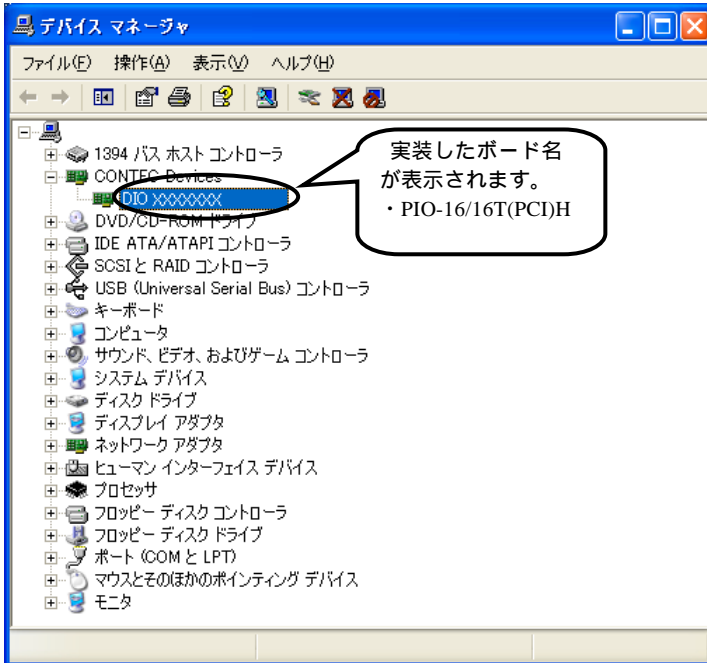 デバイス マネージャ
ファイル(F) 操作(A) 表示(V) ヘルプ(H)
1394 バス ホスト コントローラ
CONTEC Devices
DIO XXXXXXXX
実装したボード名
が表示されます。
・PIO-16/16T(PCI)H
DVD/CD-ROM ドライブ
IDE ATA/ATAPI コントローラ
SCSI と RAID コントローラ
USB (Universal Serial Bus) コントローラ
キーボード
コンピュータ
サウンド、ビデオ、およびゲーム コントローラ
システム デバイス
ディスク ドライブ
ディスプレイ アダプタ
ネットワーク アダプタ
ヒューマン インターフェイス デバイス
プロセッサ
フロッピー ディスク コントローラ
フロッピー ディスク ドライブ
ポート (COM と LPT)
マウスとそのほかのポインティング デバイス
モニタ